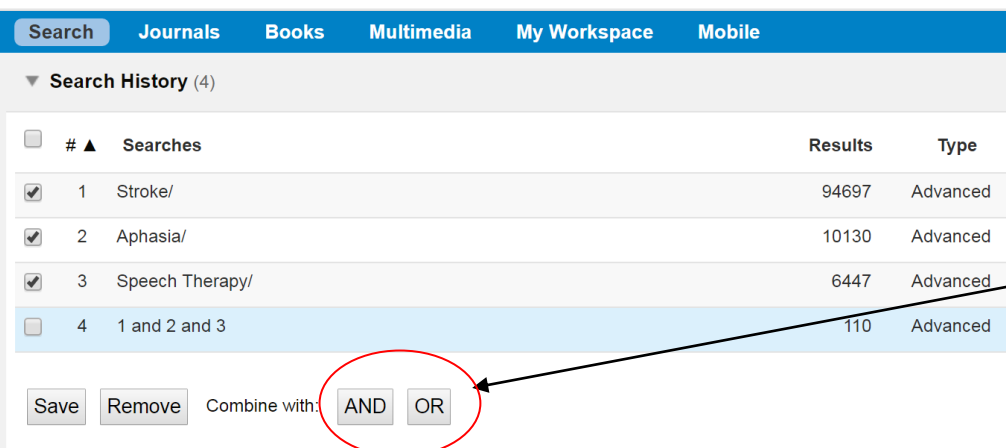 Search Journals Books Multimedia My Workspace Mobile
▼ Search History (4)
# ▲ Searches Results Type
1 Stroke/ 94697 Advanced
2 Aphasia/ 10130 Advanced
3 Speech Therapy/ 6447 Advanced
4 1 and 2 and 3 110 Advanced
Save Remove Combine with: AND OR